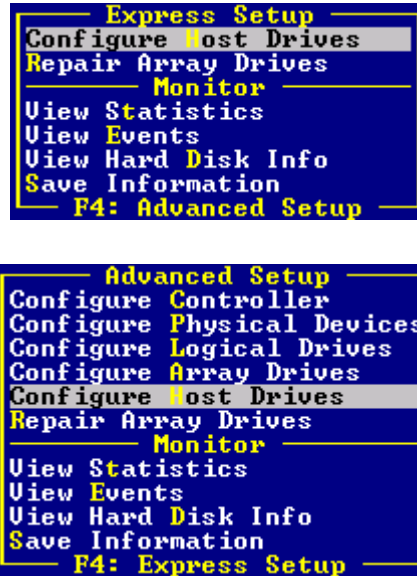 Express Setup
Configure Host Drives
Repair Array Drives
Monitor
View Statistics
View Events
View Hard Disk Info
Save Information
F4: Advanced Setup
Advanced Setup
Configure Controller
Configure Physical Devices
Configure Logical Drives
Configure Array Drives
Configure Host Drives
Repair Array Drives
Monitor
View Statistics
View Events
View Hard Disk Info
Save Information
F4: Express Setup